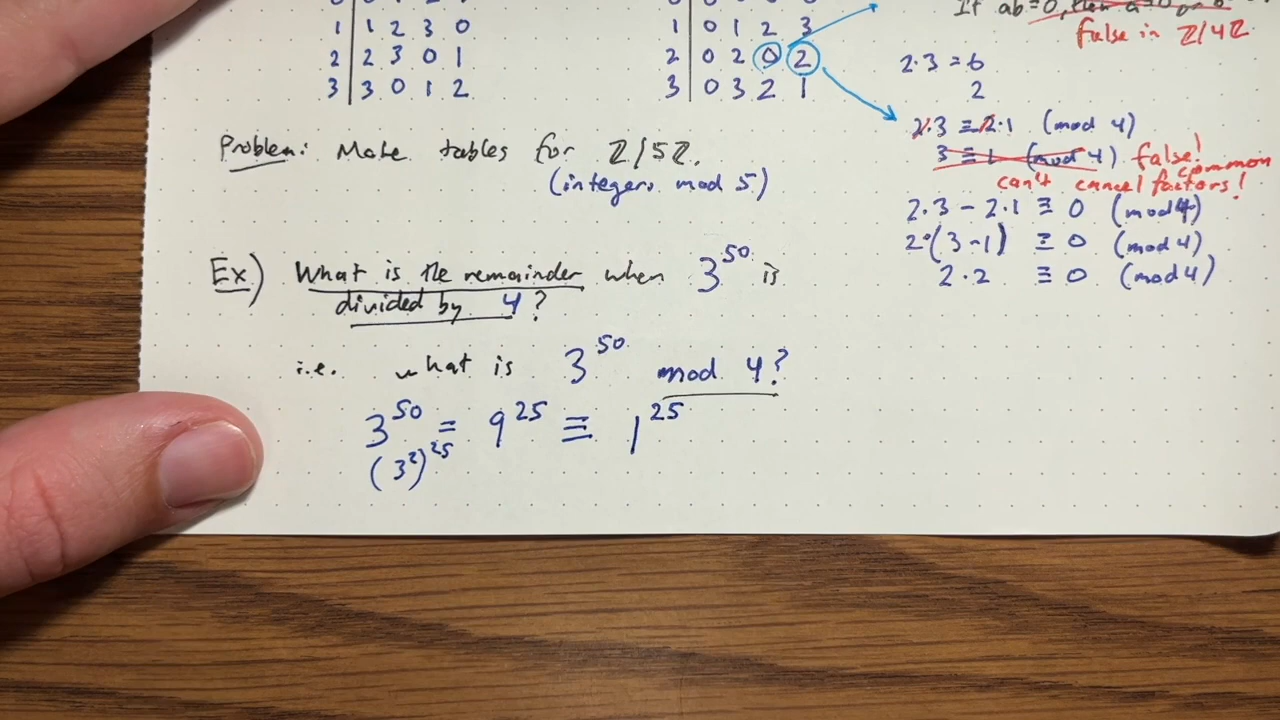 1 | 1 2 3 0
2 | 2 3 0 1
3 | 3 0 1 2
1 | 0 1 2 3
2 | 0 2 0 2
3 | 0 3 2 1
If ab=0, then
false in ℤ/4ℤ
2·3 = 6
2
2·3 ≡ 2·1 (mod 4)
3 ≡ 1 (mod 4) false!
can't cancel common factors!
2·3 − 2·1 ≡ 0 (mod 4)
2·(3-1) ≡ 0 (mod 4)
2·2 ≡ 0 (mod 4)
Problem: Make tables for ℤ/5ℤ.
(integers mod 5)
Ex) What is the remainder when 3^50 is
divided by 4?
i.e. what is 3^50 mod 4?
3^50 = 9^25 ≡ 1^25
(3^2)^25